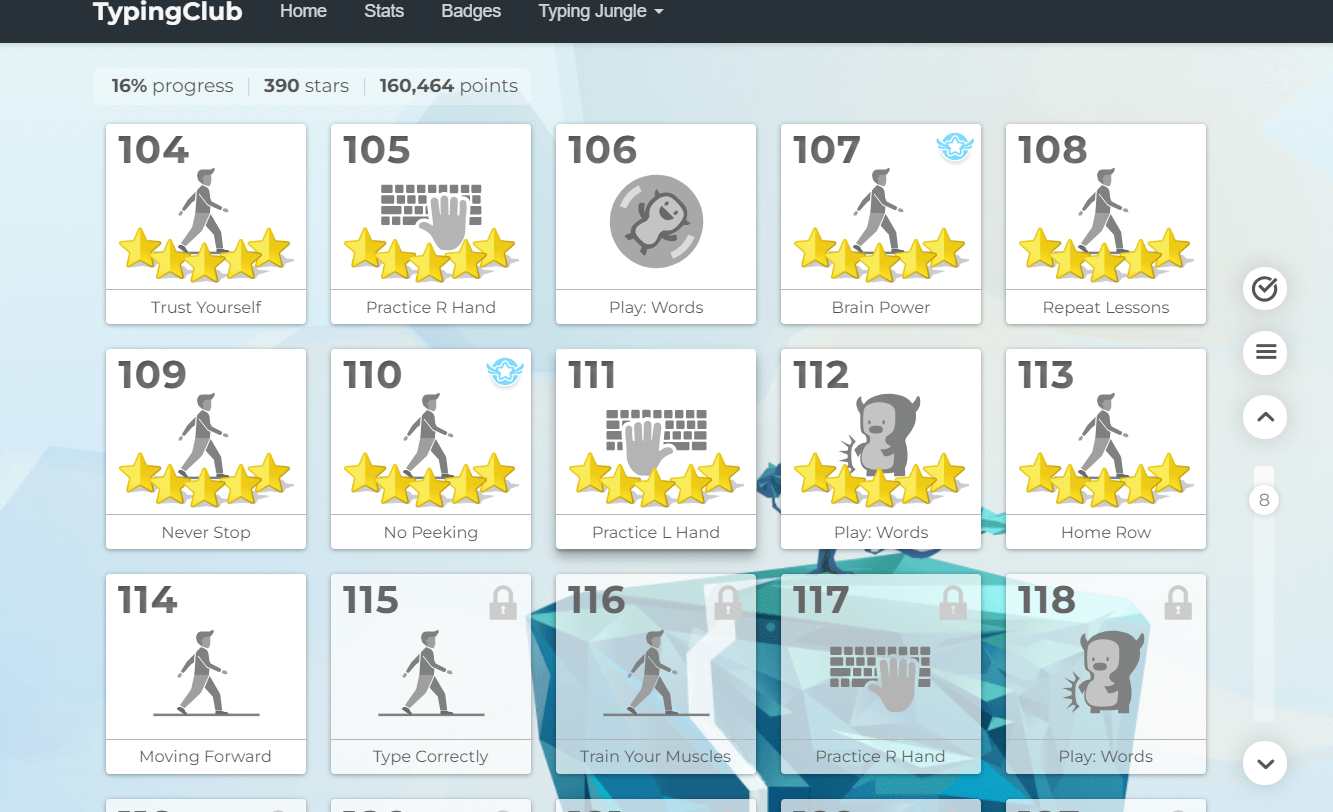 TypingClub Home Stats Badges Typing Jungle
16% progress 390 stars 160,464 points
104 105 106 107 108
Trust Yourself Practice R Hand Play: Words Brain Power Repeat Lessons
109 110 111 112 113
Never Stop No Peeking Practice L Hand Play: Words Home Row
8
114 115 116 117 118
Moving Forward Type Correctly Train Your Muscles Practice R Hand Play: Words